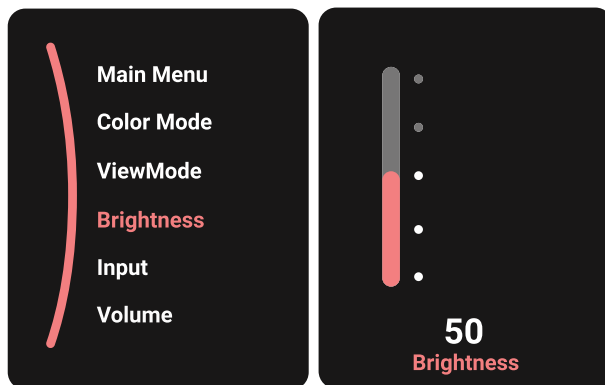 Main Menu
Color Mode
ViewMode
Brightness
Input
Volume
50
Brightness